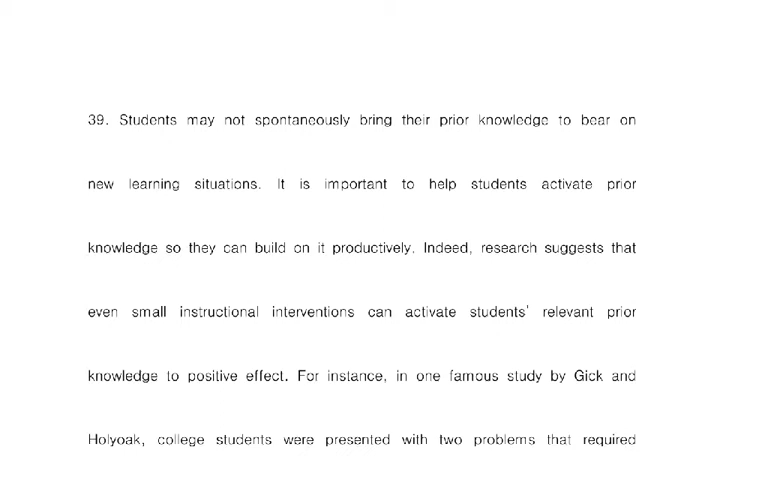 39. Students may not spontaneously bring their prior knowledge to bear on
new learning situations. It is important to help students activate prior
knowledge so they can build on it productively. Indeed, research suggests that
even small instructional interventions can activate students' relevant prior
knowledge to positive effect. For instance, in one famous study by Gick and
Holyoak, college students were presented with two problems that required